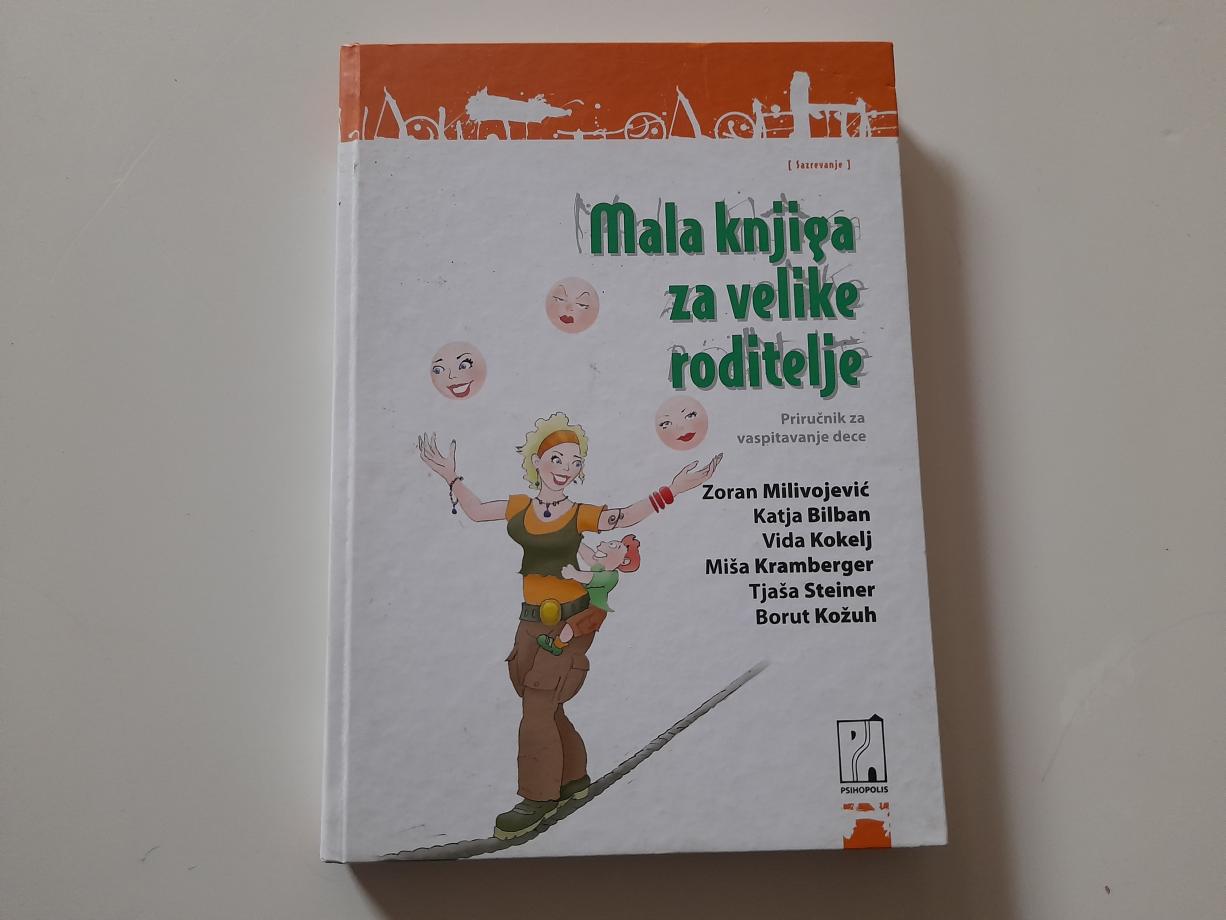 [ Sazrevanje ]
Mala knjiga
za velike
roditelje
Priručnik za
vaspitavanje dece
Zoran Milivojević
Katja Bilban
Vida Kokelj
Miša Kramberger
Tjaša Steiner
Borut Kožuh
PSIHOPOLIS